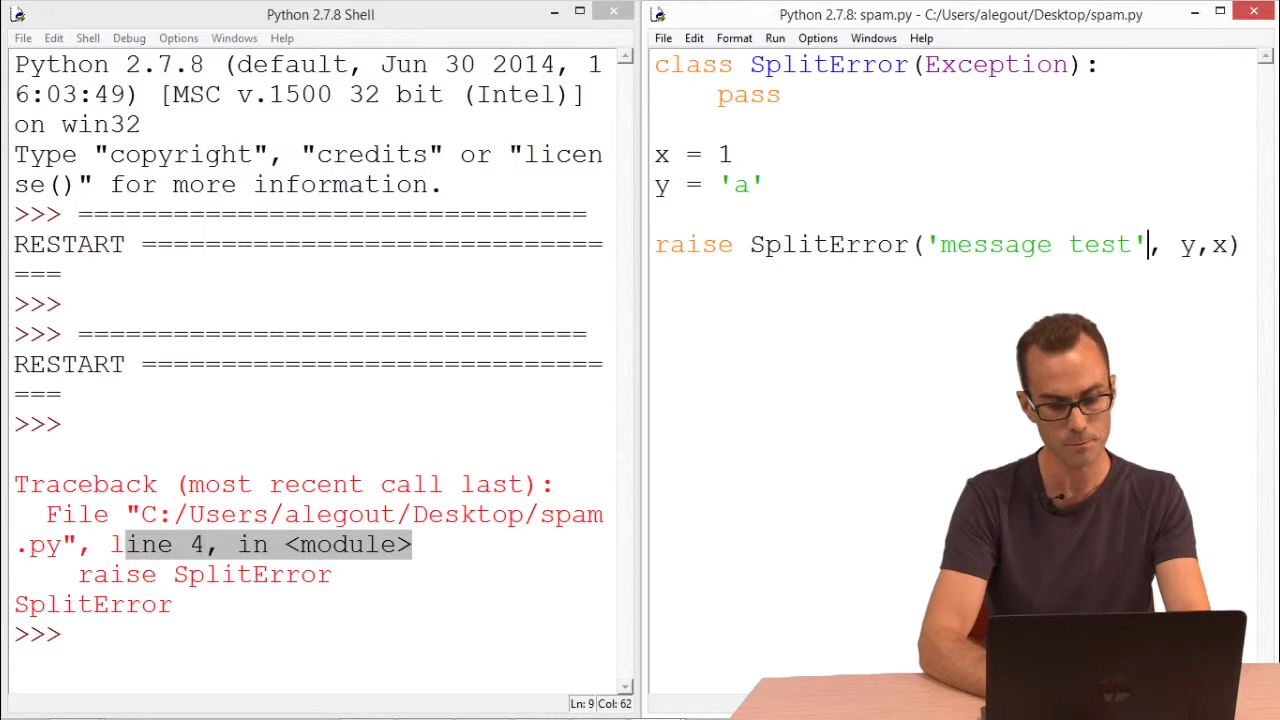 Python 2.7.8 Shell
File Edit Shell Debug Options Windows Help
Python 2.7.8 (default, Jun 30 2014, 1
6:03:49) [MSC v.1500 32 bit (Intel)]
on win32
Type "copyright", "credits" or "licen
se()" for more information.
>>> ================================
RESTART =============================
===
>>>
>>> ================================
RESTART =============================
===
>>>
Traceback (most recent call last):
  File "C:/Users/alegout/Desktop/spam
.py", line 4, in <module>
    raise SplitError
SplitError
>>>
Ln: 9 Col: 62
Python 2.7.8: spam.py - C:/Users/alegout/Desktop/spam.py
File Edit Format Run Options Windows Help
class SplitError(Exception):
    pass
x = 1
y = 'a'
raise SplitError('message test', y,x)